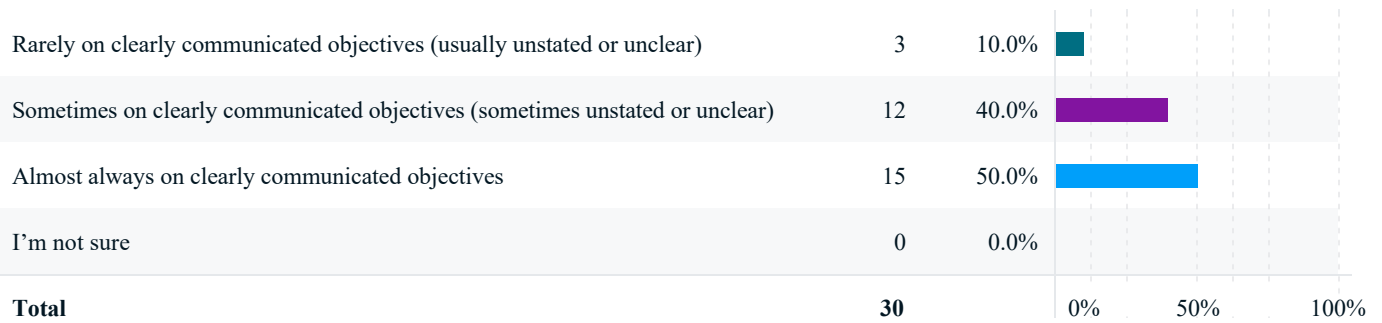 Rarely on clearly communicated objectives (usually unstated or unclear) 3 10.0%
Sometimes on clearly communicated objectives (sometimes unstated or unclear) 12 40.0%
Almost always on clearly communicated objectives 15 50.0%
I’m not sure 0 0.0%
Total 30 0% 50% 100%